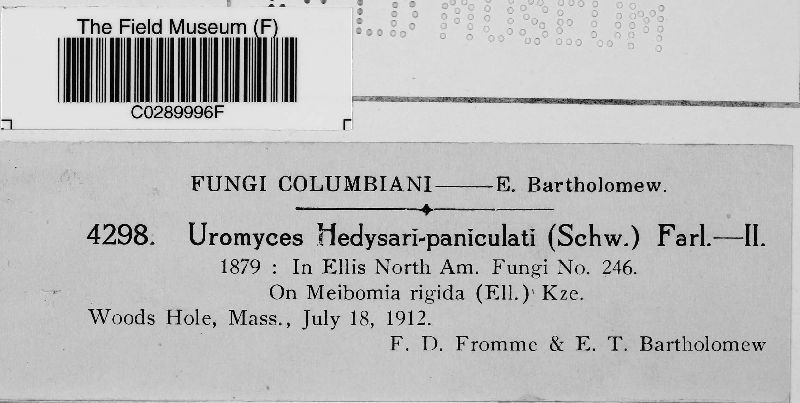 The Field Museum (F)
C0289996F
FUNGI COLUMBIANI——E. Bartholomew.
4298. Uromyces Hedysari-paniculati (Schw.) Farl.—II.
1879 : In Ellis North Am. Fungi No. 246.
On Meibomia rigida (Ell.) Kze.
Woods Hole, Mass., July 18, 1912.
F. D. Fromme & E. T. Bartholomew